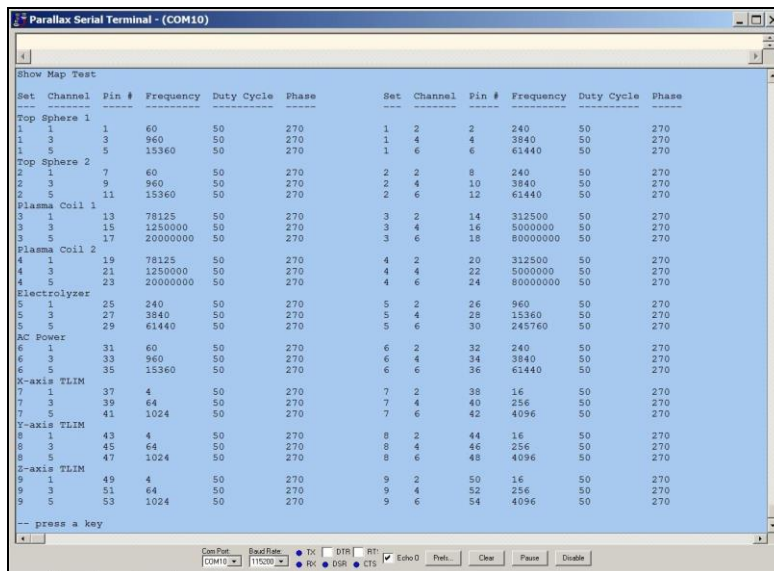 Parallax Serial Terminal - (COM10)
Show Map Test
Set Channel Pin # Frequency Duty Cycle Phase Set Channel Pin # Frequency Duty Cycle Phase
--- ------- ----- --------- ---------- ----- --- ------- ----- --------- ---------- -----
Top Sphere 1
1 1 1 60 50 270 1 2 2 240 50 270
1 3 3 960 50 270 1 4 4 3840 50 270
1 5 5 15360 50 270 1 6 6 61440 50 270
Top Sphere 2
2 1 7 60 50 270 2 2 8 240 50 270
2 3 9 960 50 270 2 4 10 3840 50 270
2 5 11 15360 50 270 2 6 12 61440 50 270
Plasma Coil 1
3 1 13 78125 50 270 3 2 14 312500 50 270
3 3 15 1250000 50 270 3 4 16 5000000 50 270
3 5 17 20000000 50 270 3 6 18 80000000 50 270
Plasma Coil 2
4 1 19 78125 50 270 4 2 20 312500 50 270
4 3 21 1250000 50 270 4 4 22 5000000 50 270
4 5 23 20000000 50 270 4 6 24 80000000 50 270
Electrolyzer
5 1 25 240 50 270 5 2 26 960 50 270
5 3 27 3840 50 270 5 4 28 15360 50 270
5 5 29 61440 50 270 5 6 30 245760 50 270
AC Power
6 1 31 60 50 270 6 2 32 240 50 270
6 3 33 960 50 270 6 4 34 3840 50 270
6 5 35 15360 50 270 6 6 36 61440 50 270
X-axis TLIM
7 1 37 4 50 270 7 2 38 16 50 270
7 3 39 64 50 270 7 4 40 256 50 270
7 5 41 1024 50 270 7 6 42 4096 50 270
Y-axis TLIM
8 1 43 4 50 270 8 2 44 16 50 270
8 3 45 64 50 270 8 4 46 256 50 270
8 5 47 1024 50 270 8 6 48 4096 50 270
Z-axis TLIM
9 1 49 4 50 270 9 2 50 16 50 270
9 3 51 64 50 270 9 4 52 256 50 270
9 5 53 1024 50 270 9 6 54 4096 50 270
-- press a key
Com Port: Baud Rate: TX DTR RTS
COM10 115200 RX DSR CTS Echo O Prefs... Clear Pause Disable